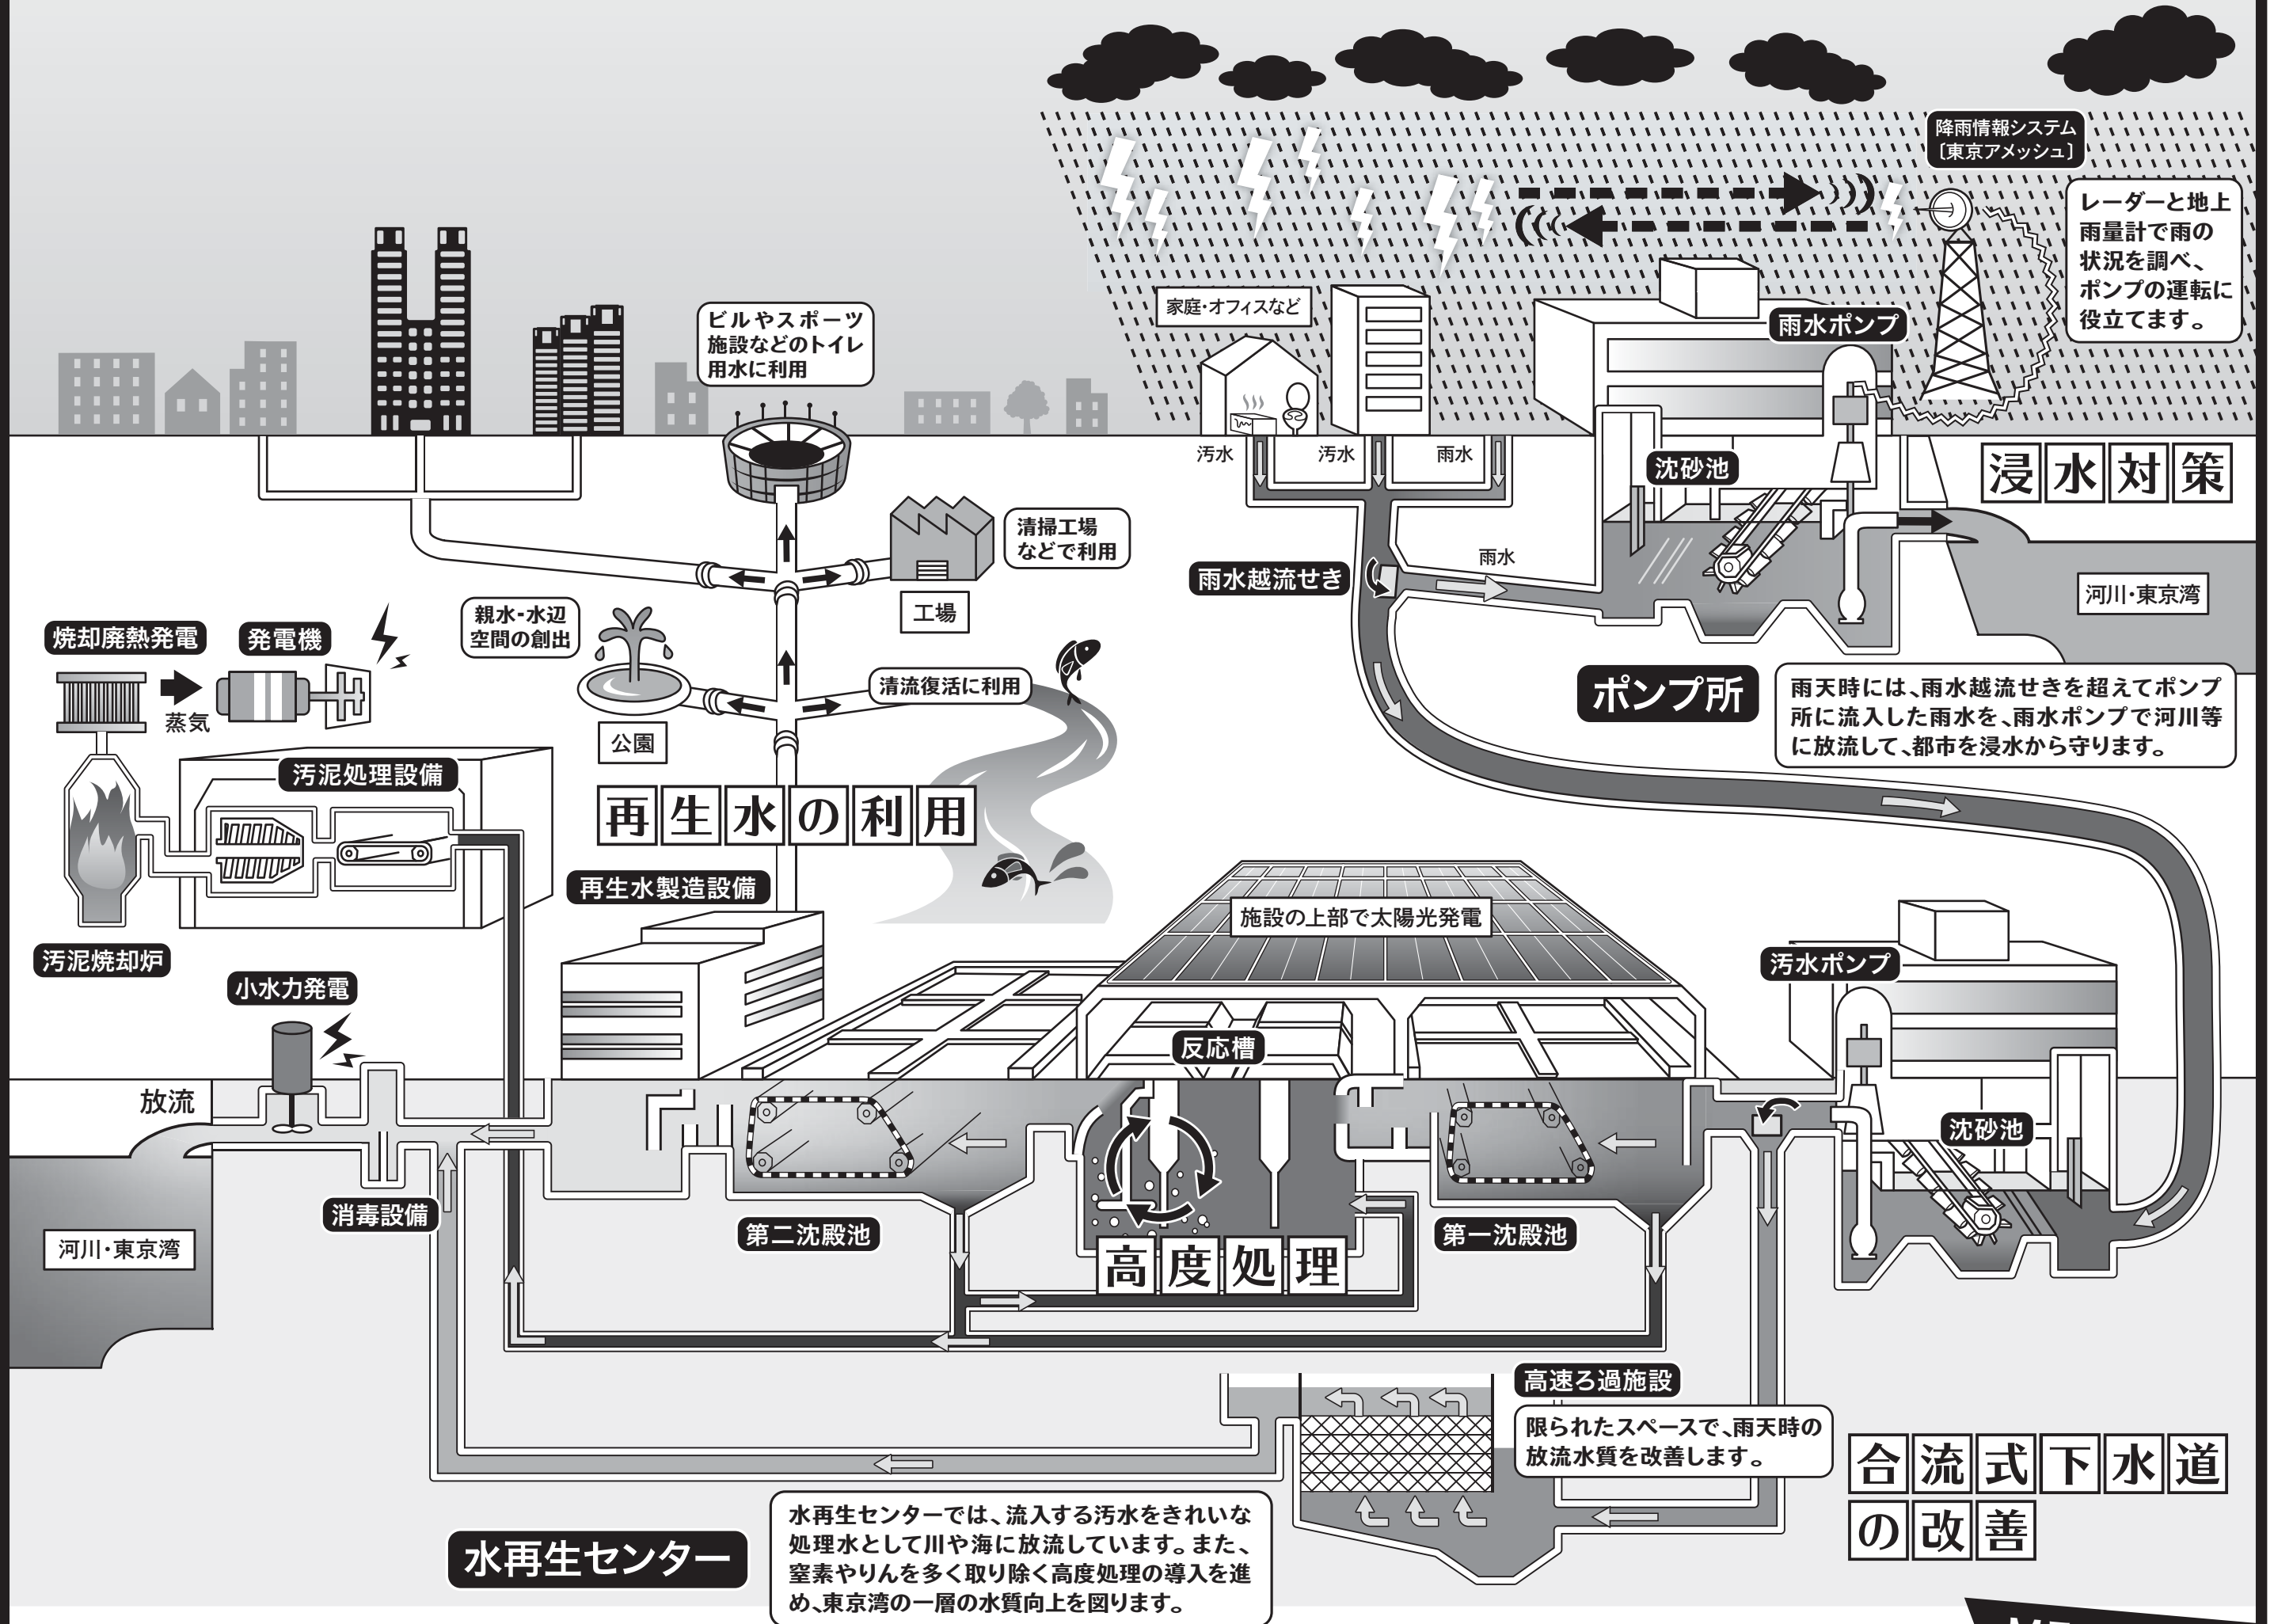 降雨情報システム
〔東京アメッシュ〕
レーダーと地上
雨量計で雨の
状況を調べ、
ポンプの運転に
役立てます。
家庭・オフィスなど
雨水ポンプ
ビルやスポーツ
施設などのトイレ
用水に利用
汚水
汚水
雨水
沈砂池
浸水対策
清掃工場
などで利用
工場
雨水越流せき
雨水
河川・東京湾
親水・水辺
空間の創出
公園
清流復活に利用
焼却廃熱発電
発電機
蒸気
ポンプ所
雨天時には、雨水越流せきを超えてポンプ
所に流入した雨水を、雨水ポンプで河川等
に放流して、都市を浸水から守ります。
汚泥処理設備
再生水の利用
再生水製造設備
汚泥焼却炉
施設の上部で太陽光発電
汚水ポンプ
小水力発電
反応槽
放流
沈砂池
消毒設備
第二沈殿池
第一沈殿池
高度処理
河川・東京湾
高速ろ過施設
限られたスペースで、雨天時の
放流水質を改善します。
合流式下水道
の改善
水再生センター
水再生センターでは、流入する汚水をきれいな
処理水として川や海に放流しています。また、
窒素やりんを多く取り除く高度処理の導入を進
め、東京湾の一層の水質向上を図ります。